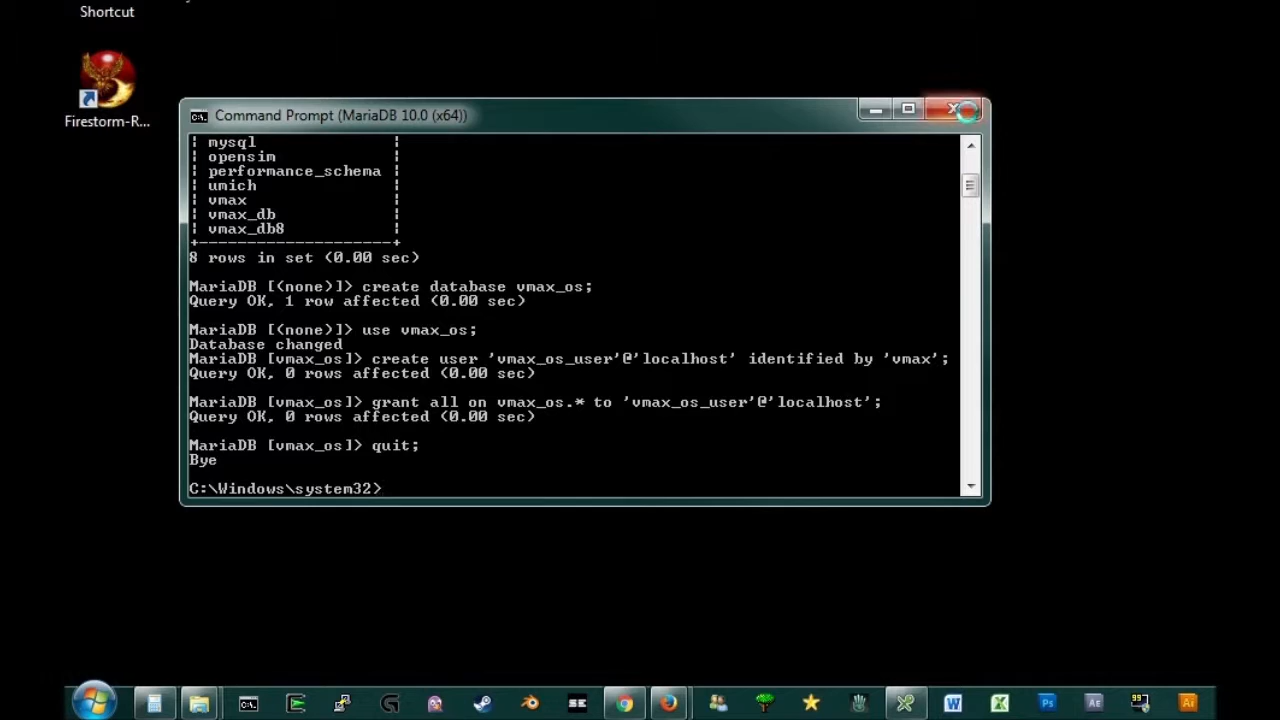 Shortcut
Firestorm-R...
Command Prompt (MariaDB 10.0 (x64))
| mysql |
| opensim |
| performance_schema |
| umich |
| vmax |
| vmax_db |
| vmax_db8 |
+--------------------+
8 rows in set (0.00 sec)
MariaDB [(none)]> create database vmax_os;
Query OK, 1 row affected (0.00 sec)
MariaDB [(none)]> use vmax_os;
Database changed
MariaDB [vmax_os]> create user 'vmax_os_user'@'localhost' identified by 'vmax';
Query OK, 0 rows affected (0.00 sec)
MariaDB [vmax_os]> grant all on vmax_os.* to 'vmax_os_user'@'localhost';
Query OK, 0 rows affected (0.00 sec)
MariaDB [vmax_os]> quit;
Bye
C:\Windows\system32>